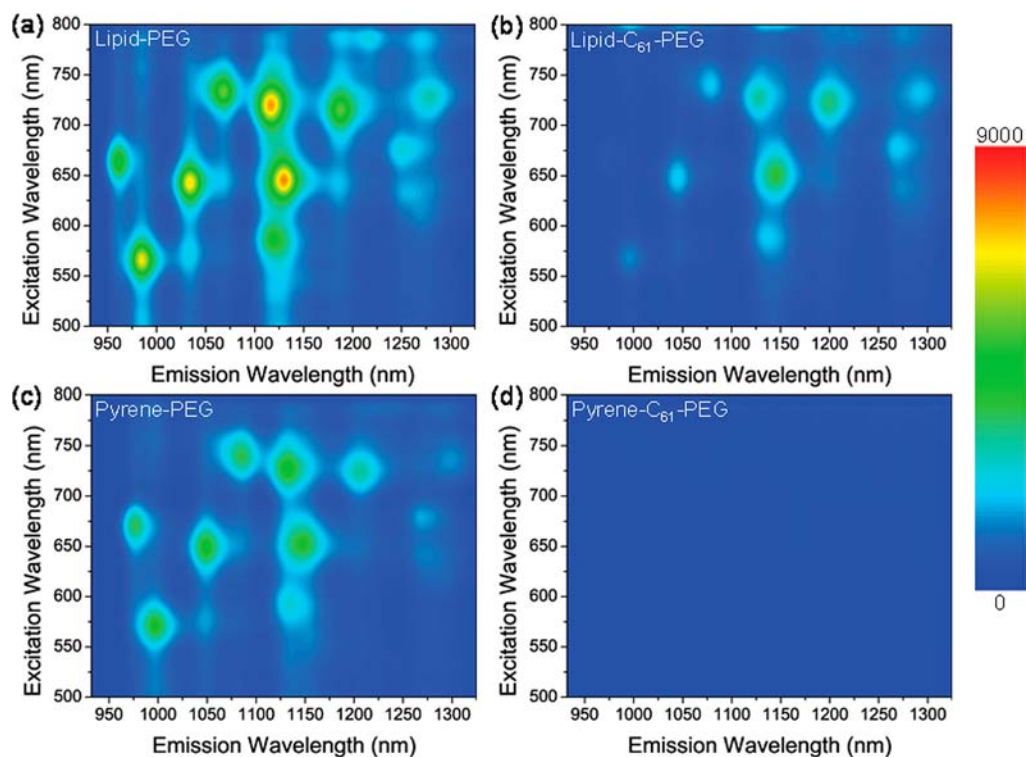 (a)
Lipid-PEG
800
750
700
650
600
550
500
Excitation Wavelength (nm)
950 1000 1050 1100 1150 1200 1250 1300
Emission Wavelength (nm)
(b)
Lipid-C61-PEG
800
750
700
650
600
550
500
Excitation Wavelength (nm)
950 1000 1050 1100 1150 1200 1250 1300
Emission Wavelength (nm)
9000
0
(c)
Pyrene-PEG
800
750
700
650
600
550
500
Excitation Wavelength (nm)
950 1000 1050 1100 1150 1200 1250 1300
Emission Wavelength (nm)
(d)
Pyrene-C61-PEG
800
750
700
650
600
550
500
Excitation Wavelength (nm)
950 1000 1050 1100 1150 1200 1250 1300
Emission Wavelength (nm)